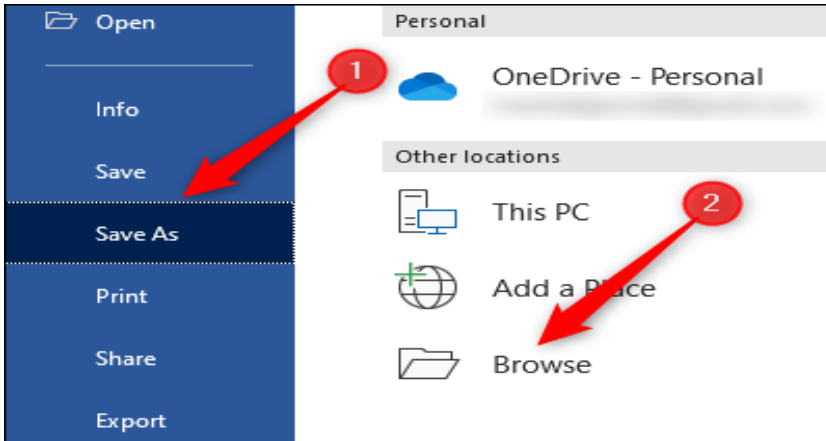 Open
Info
Save
Save As
Print
Share
Export
Personal
1
OneDrive - Personal
Other locations
This PC
2
Add a Place
Browse